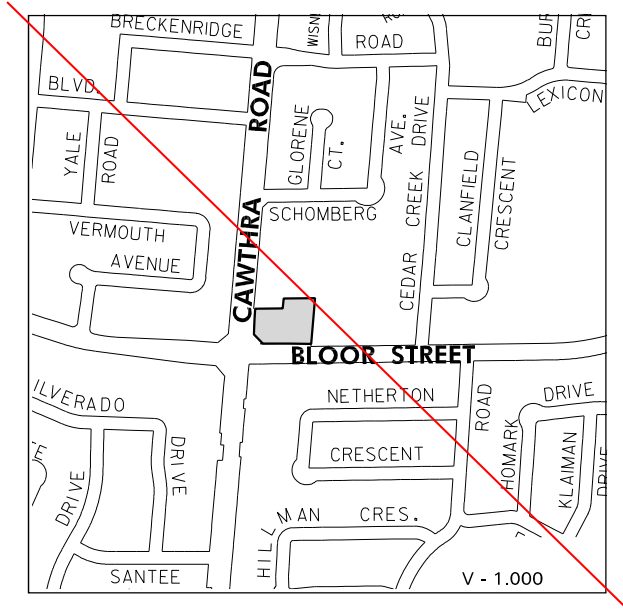 BRECKENRIDGE
ROAD
BLVD.
ROAD
LEXICON
YALE
ROAD
GLORENE
CT.
AVE.
CEDAR CREEK DRIVE
CLANFIELD
CRESCENT
SCHOMBERG
CAWTHRA
VERMOUTH
AVENUE
BLOOR STREET
NETHERTON
CRESCENT
ROAD
HOMARK
DRIVE
KLAIMAN
DRIVE
ILVERADO
DRIVE
DRIVE
HILLMAN CRES.
SANTEE
V - 1.000